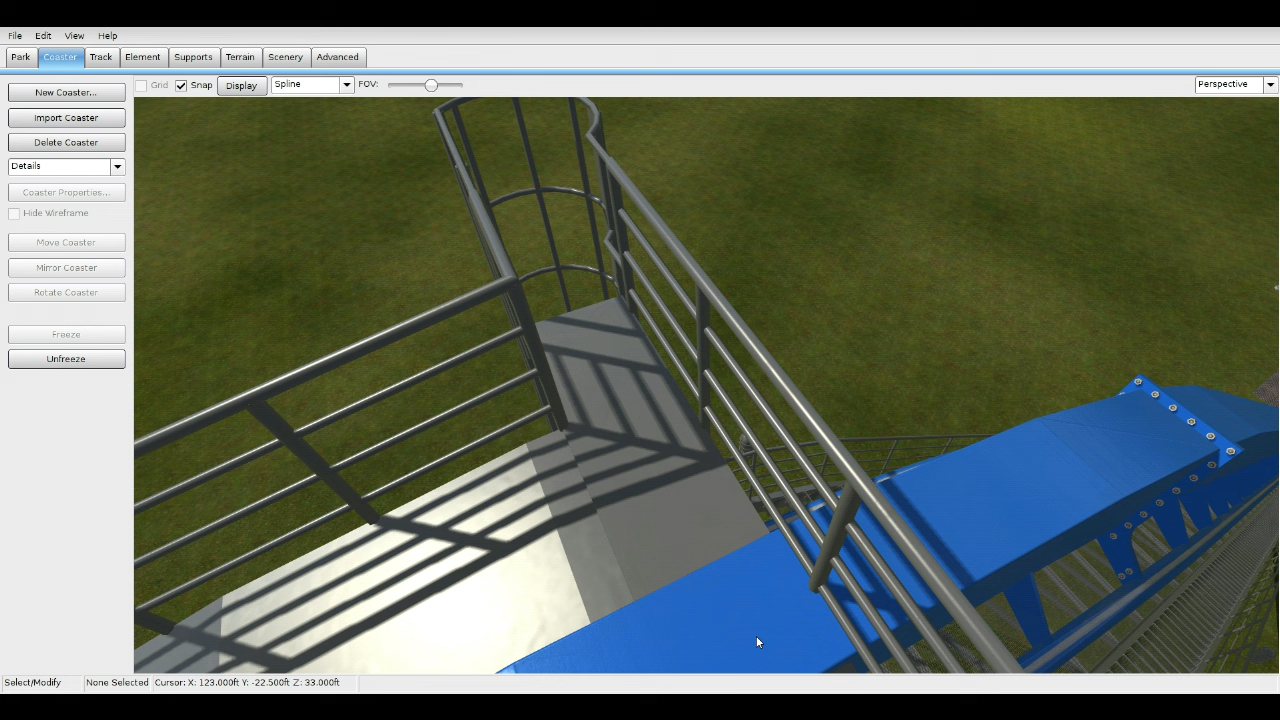 File Edit View Help
Park Coaster Track Element Supports Terrain Scenery Advanced
Grid Snap Display Spline FOV: Perspective
New Coaster...
Import Coaster
Delete Coaster
Details
Coaster Properties...
Hide Wireframe
Move Coaster
Mirror Coaster
Rotate Coaster
Freeze
Unfreeze
Select/Modify None Selected Cursor: X: 123.000ft Y: -22.500ft Z: 33.000ft